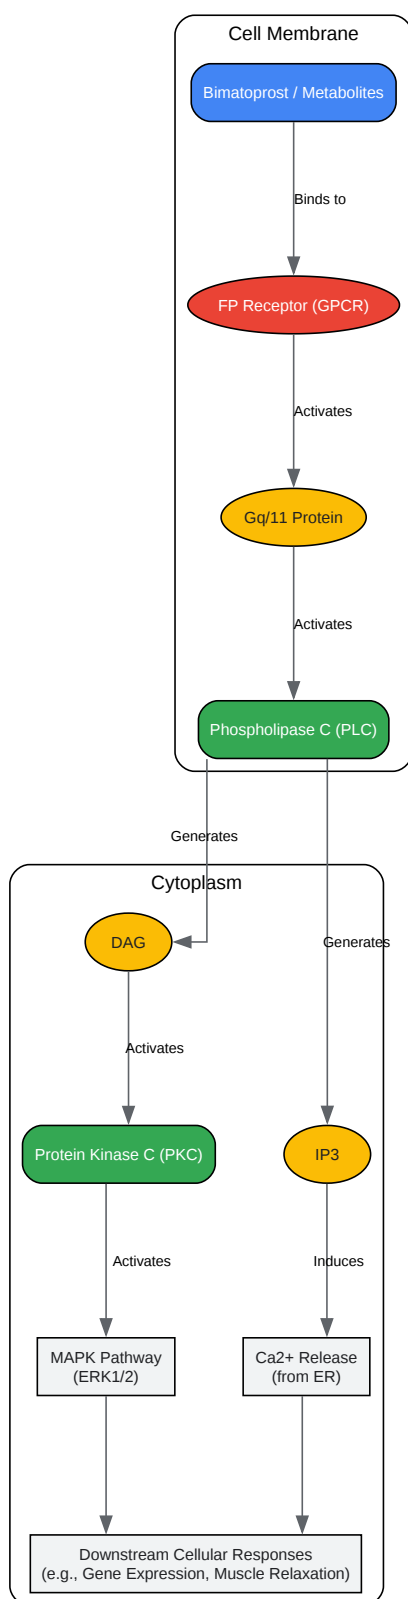 Cell Membrane
Bimatoprost / Metabolites
Binds to
FP Receptor (GPCR)
Activates
Gq/11 Protein
Activates
Phospholipase C (PLC)
Generates
Cytoplasm
DAG
Generates
Activates
Protein Kinase C (PKC)
IP3
Activates
Induces
MAPK Pathway
(ERK1/2)
Ca2+ Release
(from ER)
Downstream Cellular Responses
(e.g., Gene Expression, Muscle Relaxation)